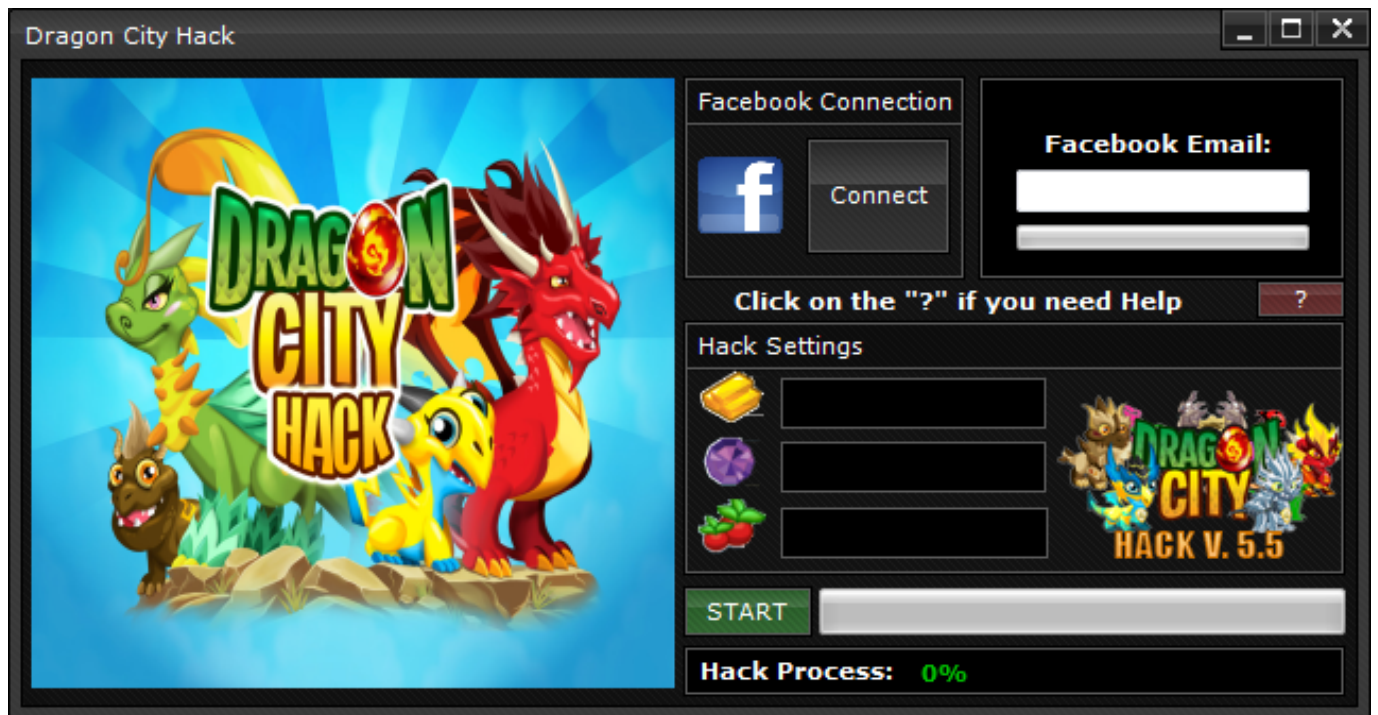 Dragon City Hack
DRAGON
CITY
HACK
Facebook Connection
f
Connect
Facebook Email:
Click on the "?" if you need Help
?
Hack Settings
DRAGON
CITY
HACK V. 5.5
START
Hack Process: 0%